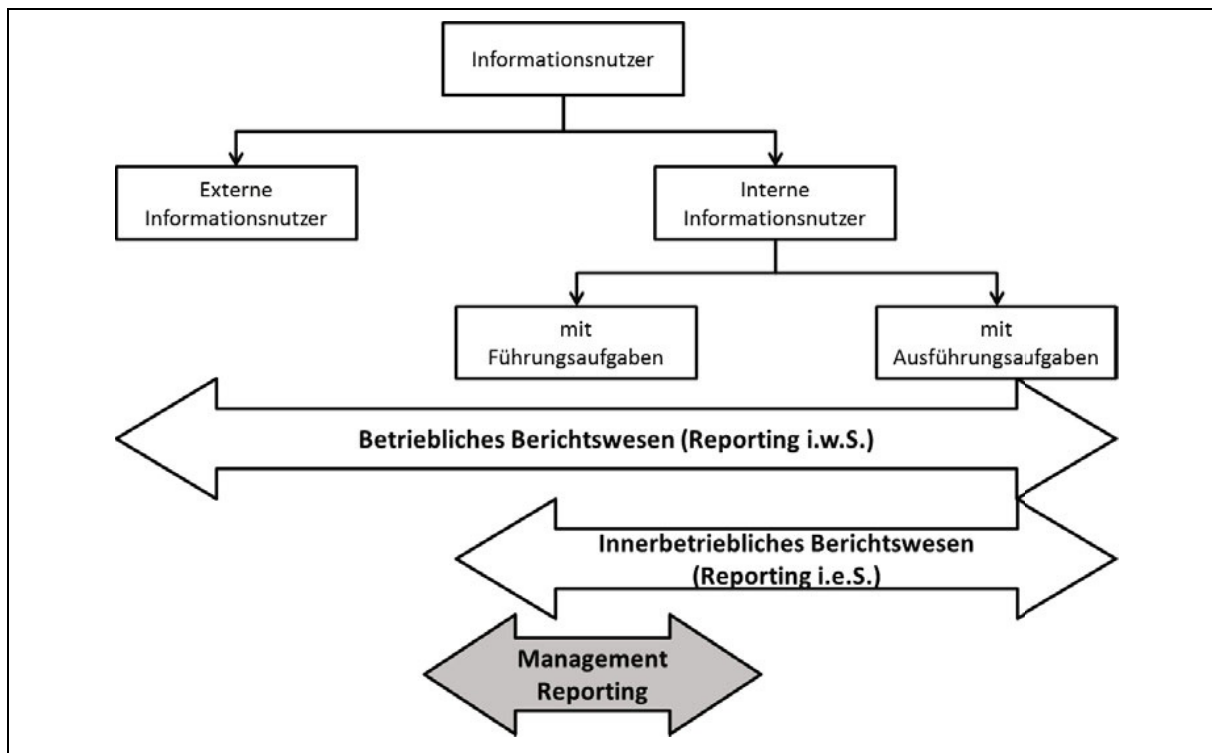 Informationsnutzer
Externe
Informationsnutzer
Interne
Informationsnutzer
mit
Führungsaufgaben
mit
Ausführungsaufgaben
Betriebliches Berichtswesen (Reporting i.w.S.)
Innerbetriebliches Berichtswesen
(Reporting i.e.S.)
Management
Reporting